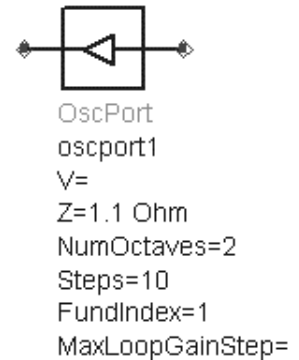 OscPort
oscport1
V=
Z=1.1 Ohm
NumOctaves=2
Steps=10
FundIndex=1
MaxLoopGainStep=